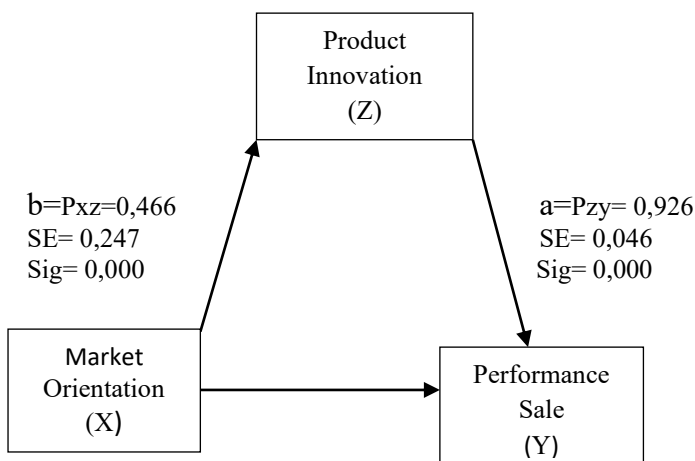 Product
Innovation
(Z)
b=Pxz=0,466
SE= 0,247
Sig= 0,000
a=Pzy= 0,926
SE= 0,046
Sig= 0,000
Market
Orientation
(X)
Performance
Sale
(Y)